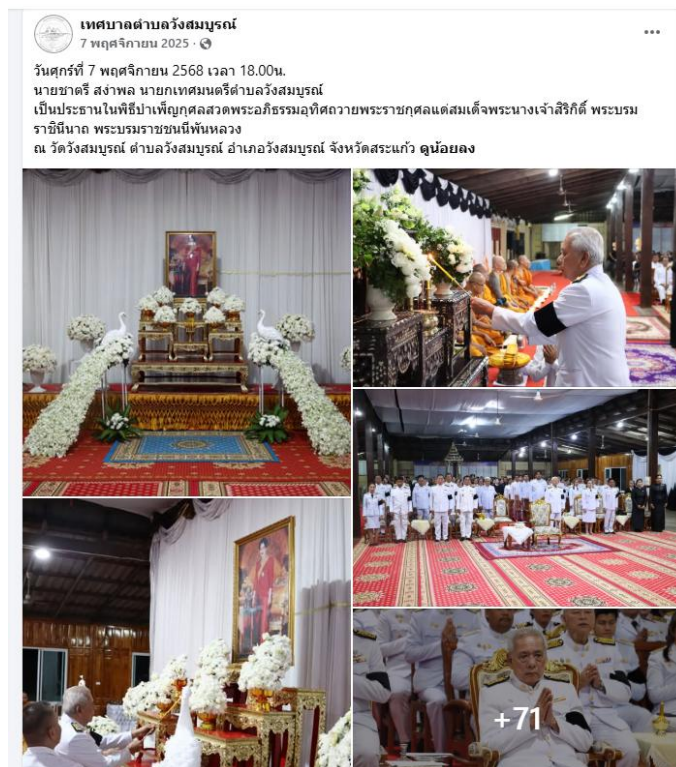 เทศบาลตำบลวังสมบูรณ์
7 พฤศจิกายน 2025 ·
วันศุกร์ที่ 7 พฤศจิกายน 2568 เวลา 18.00น.
นายชาตรี สง่าพล นายกเทศมนตรีตำบลวังสมบูรณ์
เป็นประธานในพิธีบำเพ็ญกุศลสวดพระอภิธรรมอุทิศถวายพระราชกุศลแด่สมเด็จพระนางเจ้าสิริกิติ์ พระบรม
ราชินีนาถ พระบรมราชชนนีพันหลวง
ณ วัดวังสมบูรณ์ ตำบลวังสมบูรณ์ อำเภอวังสมบูรณ์ จังหวัดสระแก้ว ดูน้อยลง
+71